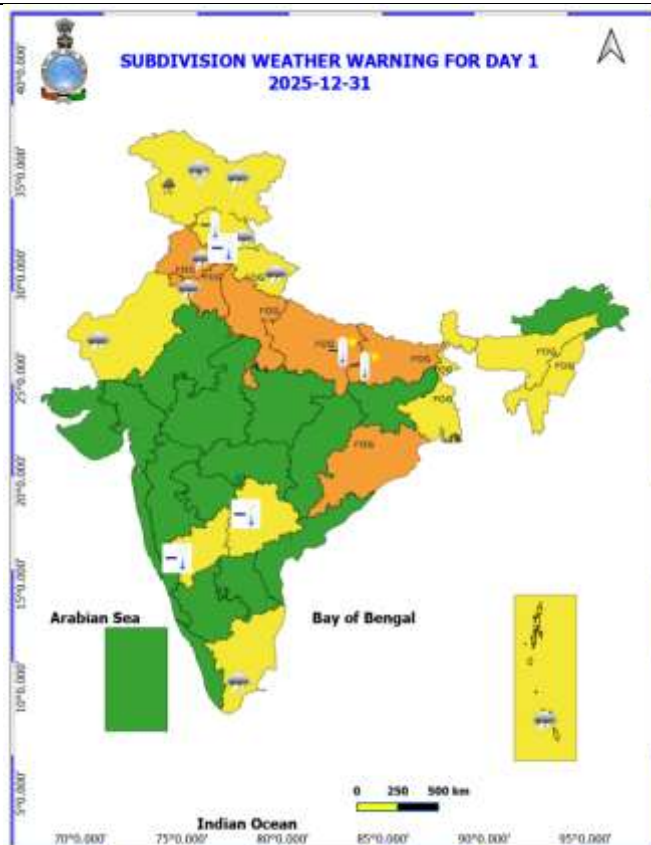 SUBDIVISION WEATHER WARNING FOR DAY 1
2025-12-31
40°0.000'
35°0.000'
30°0.000'
25°0.000'
20°0.000'
15°0.000'
10°0.000'
5°0.000'
FOG
FOG
FOG
FOG
FOG
FOG
FOG
FOG
FOG
FOG
FOG
Arabian Sea
Bay of Bengal
0 250 500 km
Indian Ocean
70°0.000' 75°0.000' 80°0.000' 85°0.000' 90°0.000' 95°0.000'